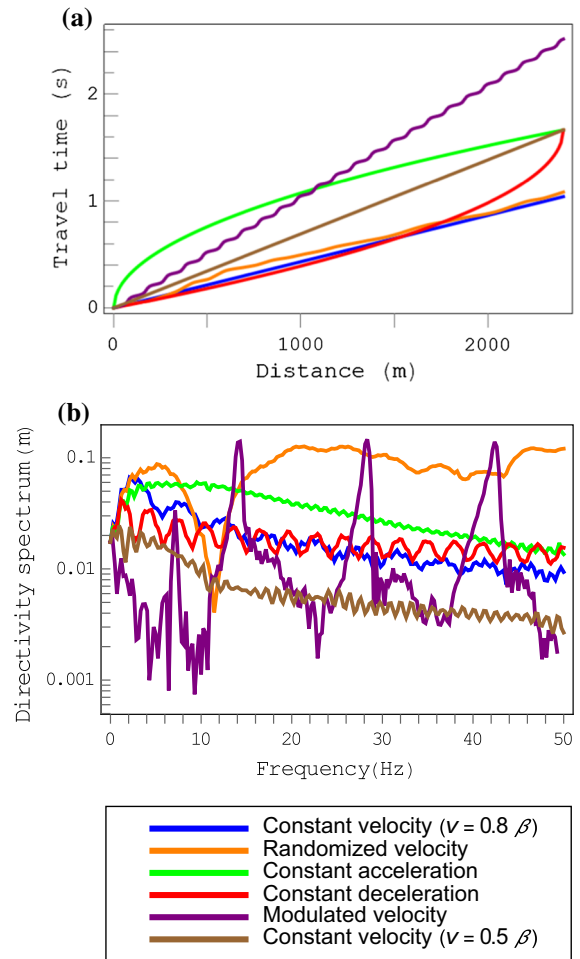 (a)
Travel time (s)
2
1
0
0
1000
2000
Distance (m)
(b)
Directivity spectrum(m)
0.1
0.01
0.001
0
10
20
30
40
50
Frequency(Hz)
Constant velocity (v = 0.8 β)
Randomized velocity
Constant acceleration
Constant deceleration
Modulated velocity
Constant velocity (v = 0.5 β)